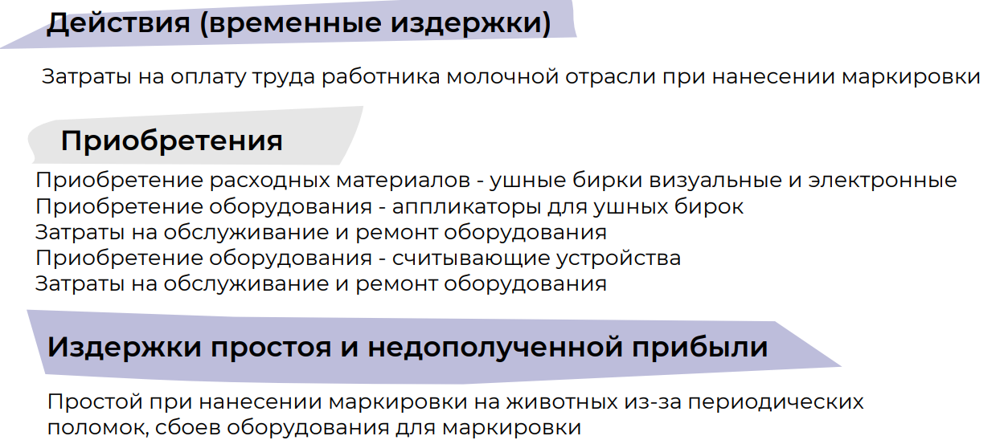 Действия (временные издержки)
Затраты на оплату труда работника молочной отрасли при нанесении маркировки
Приобретения
Приобретение расходных материалов - ушные бирки визуальные и электронные
Приобретение оборудования - аппликаторы для ушных бирок
Затраты на обслуживание и ремонт оборудования
Приобретение оборудования - считывающие устройства
Затраты на обслуживание и ремонт оборудования
Издержки простоя и недополученной прибыли
Простой при нанесении маркировки на животных из-за периодических
поломок, сбоев оборудования для маркировки